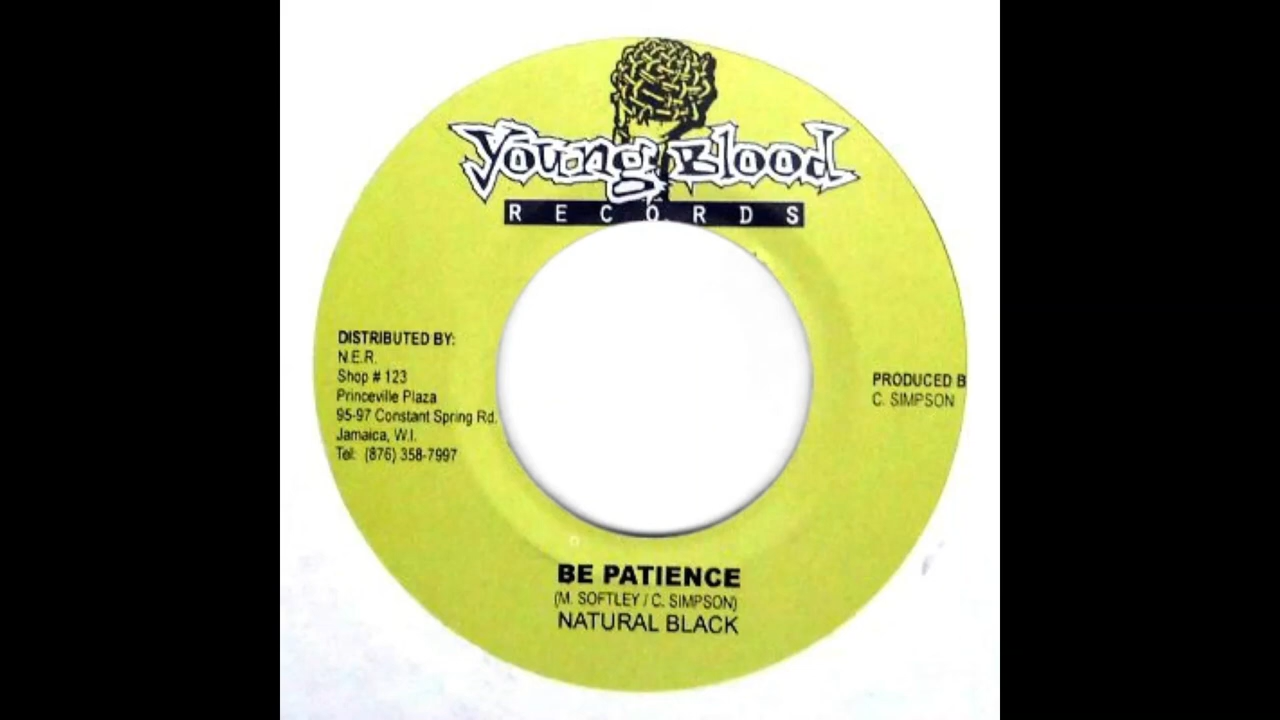 Young Blood
RECORDS
DISTRIBUTED BY:
N.E.R.
Shop # 123
Princeville Plaza
95-97 Constant Spring Rd.
Jamaica, W.I.
Tel: (876) 358-7997
PRODUCED B
C. SIMPSON
BE PATIENCE
(M. SOFTLEY / C. SIMPSON)
NATURAL BLACK